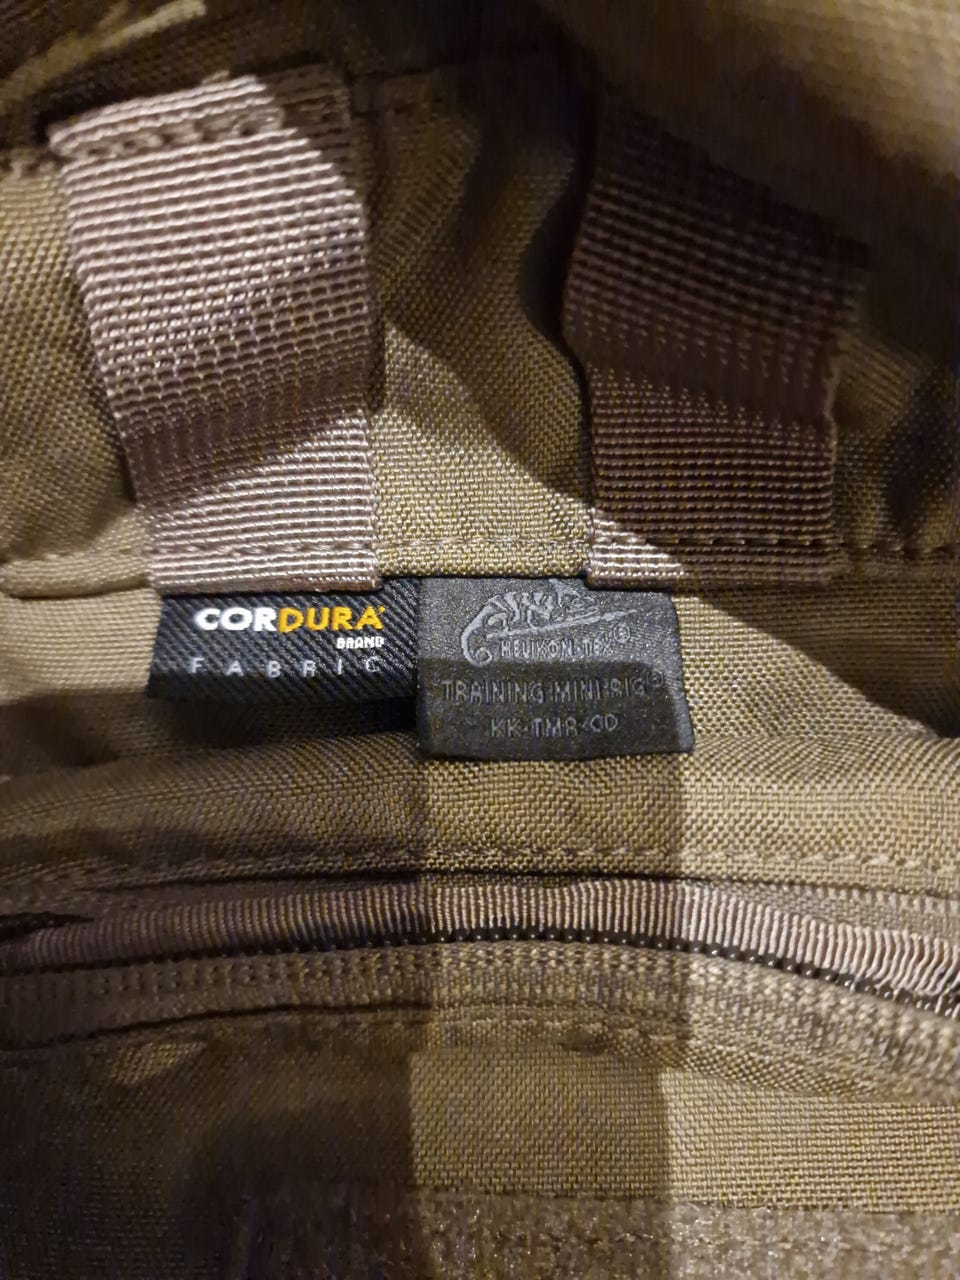 CORDURA®
BRAND
FABRIC
HELIKON-TEX®
TRAINING MINI RIG®
KK-TMR-CD